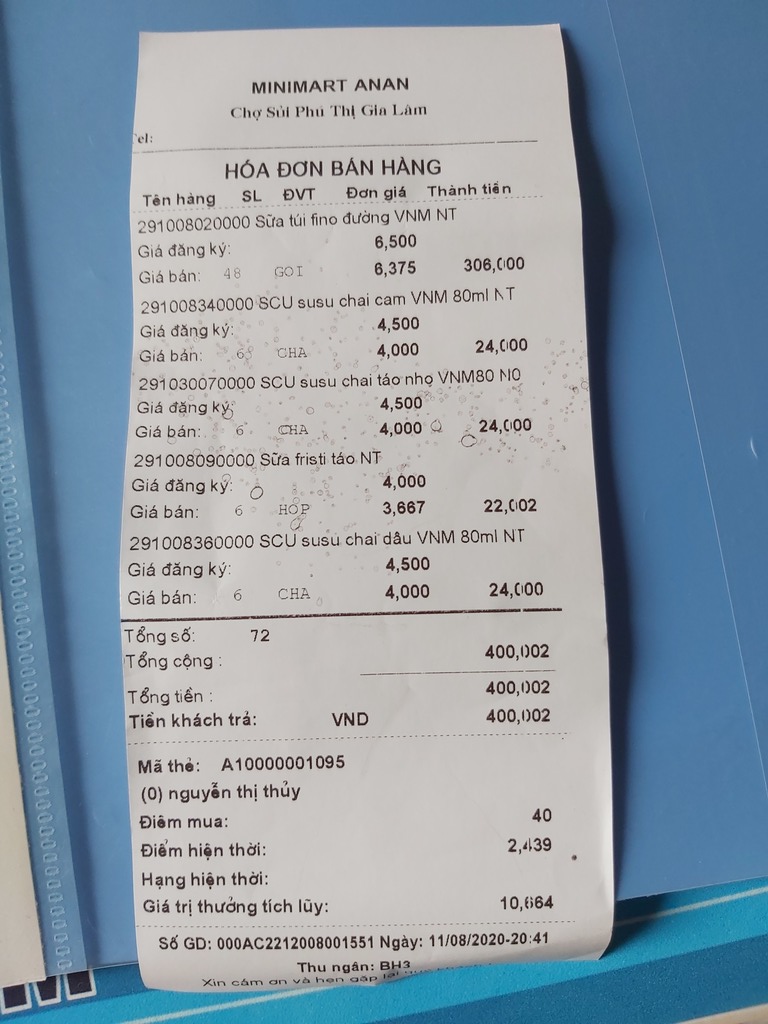 MINIMART ANAN
Chợ Sủi Phú Thị Gia Lâm
Tel:
HÓA ĐƠN BÁN HÀNG
Tên hàng SL ĐVT Đơn giá Thành tiền
291008020000 Sữa túi fino đường VNM NT
Giá đăng ký: 6,500
Giá bán: 48 GOI 6,375 306,000
291008340000 SCU susu chai cam VNM 80ml NT
Giá đăng ký: 4,500
Giá bán: 6 CHA 4,000 24,000
291030070000 SCU susu chai táo nho VNM80 NO
Giá đăng ký: 4,500
Giá bán: 6 CHA 4,000 24,000
291008090000 Sữa fristi táo NT
Giá đăng ký: 4,000
Giá bán: 6 HOP 3,667 22,002
291008360000 SCU susu chai dâu VNM 80ml NT
Giá đăng ký: 4,500
Giá bán: 6 CHA 4,000 24,000
Tổng số: 72
Tổng cộng : 400,002
Tổng tiền : 400,002
Tiền khách trả: VND 400,002
Mã thẻ: A10000001095
(0) nguyễn thị thủy
Điểm mua: 40
Điểm hiện thời: 2,439
Hạng hiện thời:
Giá trị thưởng tích lũy: 10,664
Số GD: 000AC2212008001551 Ngày: 11/08/2020-20:41
Thu ngân: BH3
Xin cảm ơn và hẹn gặp lại